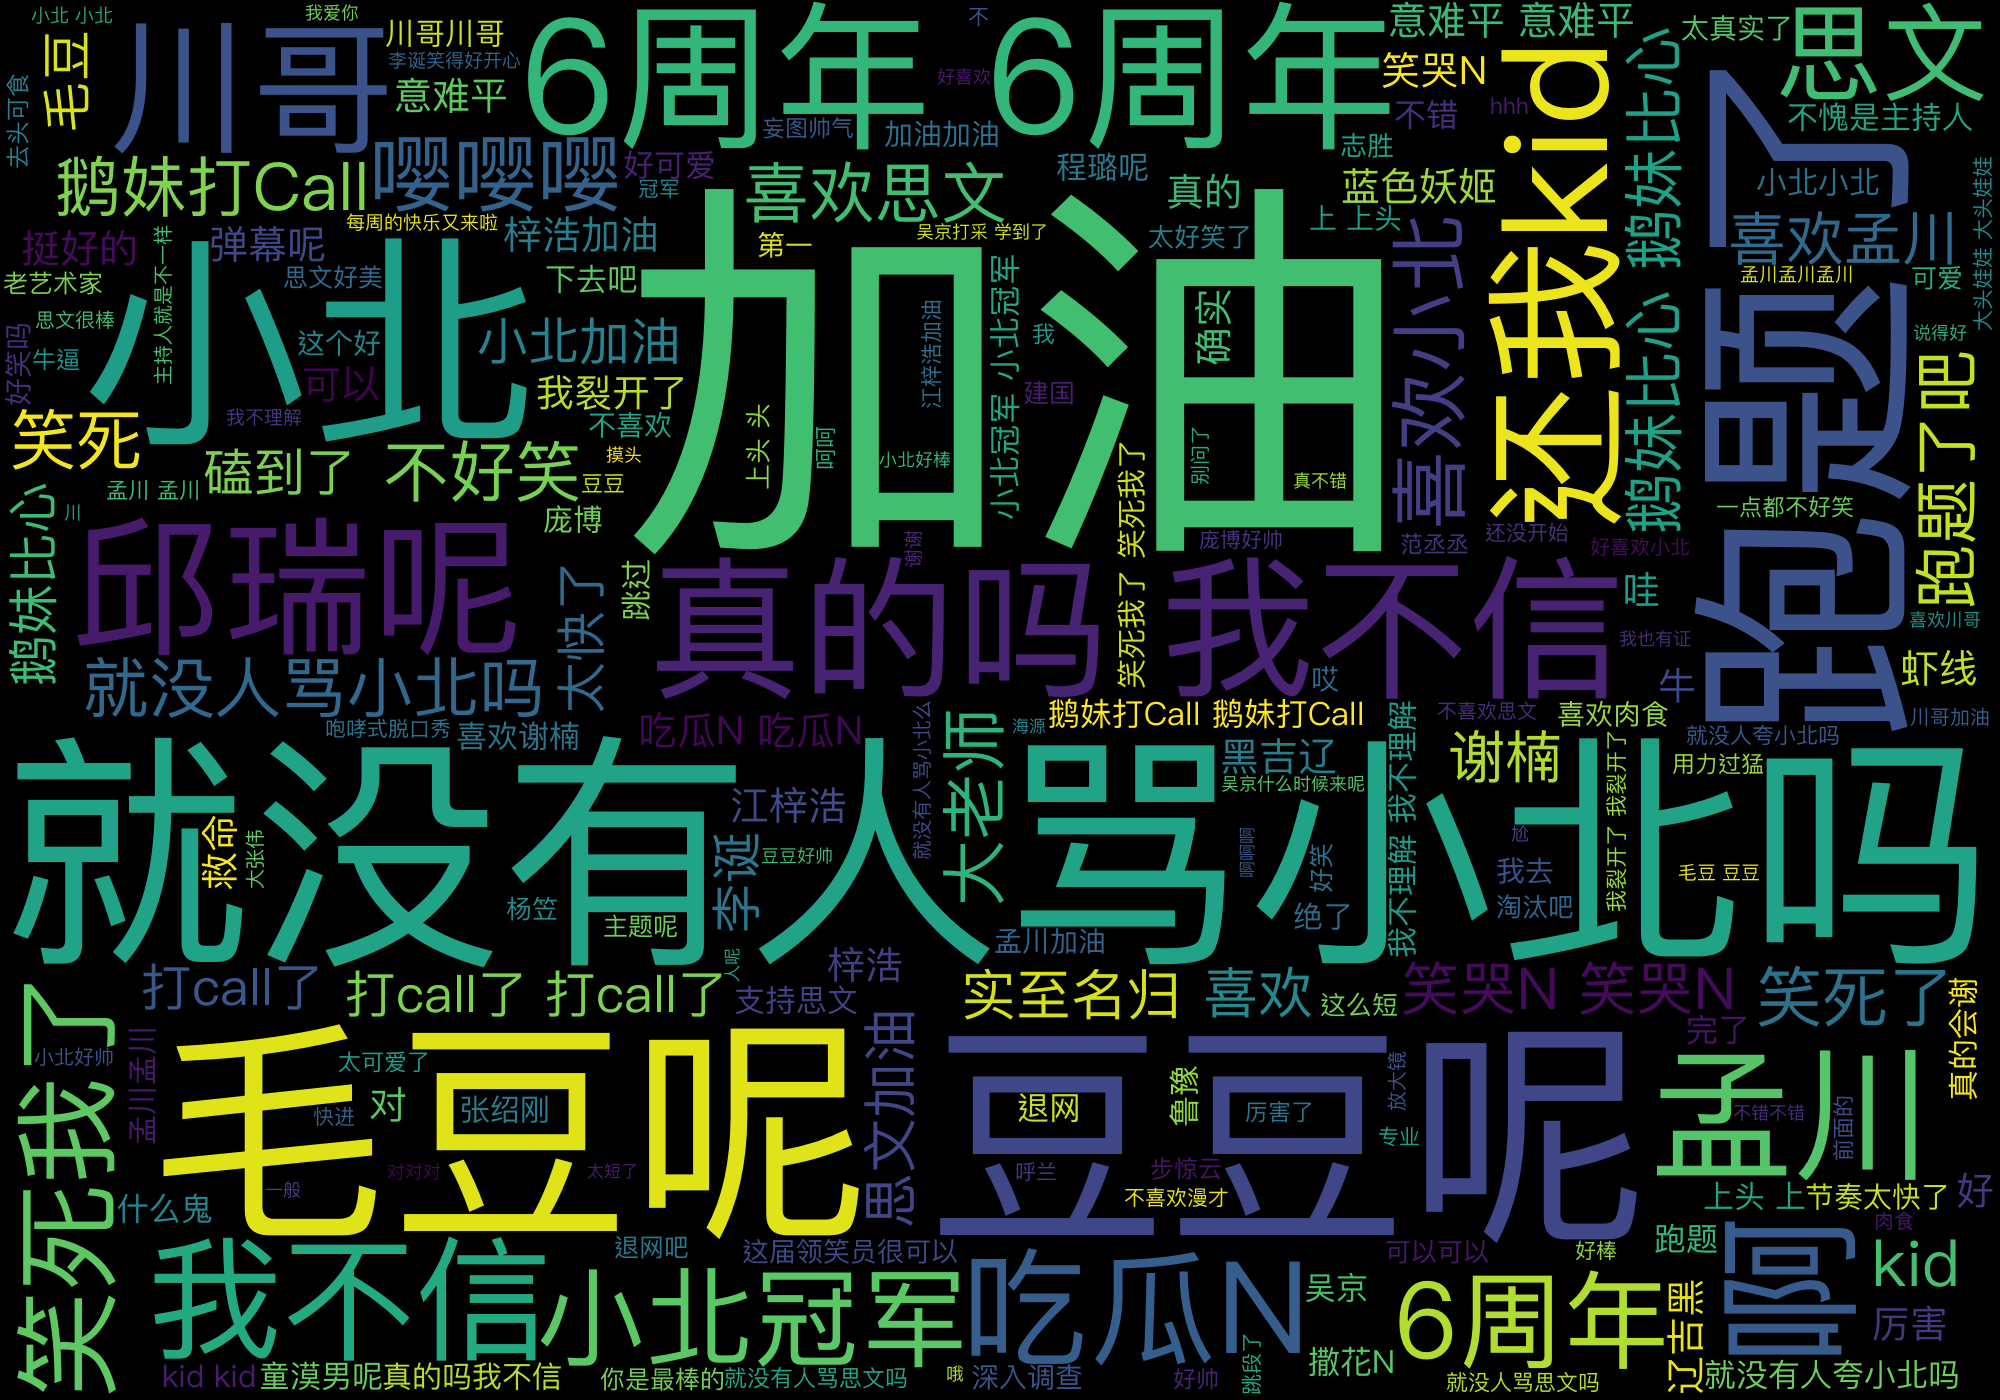 小北 小北
我爱你
毛豆
川哥
川哥川哥
李诞笑得好开心
意难平
6周年 6周年
不
好喜欢
意难平 意难平
笑哭N
不错
hhh
还我kid
鹅妹比心 鹅妹比心
太真实了
思文
不愧是主持人
去头可食
鹅妹打Call
嘤嘤嘤
好可爱
冠军
妄图帅气
加油加油
喜欢思文
程璐呢
志胜
真的
蓝色妖姬
上 上头
太好笑了
吴京打采 学到了
第一
每周的快乐又来啦
梓浩加油
弹幕呢
挺好的
主持人就是不一样
老艺术家
思文好美
思文很棒
下去吧
小北
加油
小北加油
这个好
牛逼
好笑吗
可以
我裂开了
不喜欢
我不理解
笑死
磕到了
不好笑
摸头
豆豆
庞博
上头 头
呵呵
江梓浩加油
小北好棒
小北冠军 小北冠军
我
建国
确实
别问了
真不错
喜欢小北
跑题了
小北小北
喜欢孟川
孟川孟川孟川
可爱
大头娃娃 大头娃娃
说得好
跑题了吧
一点都不好笑
还没开始
范丞丞
好喜欢小北
庞博好帅
笑死我了 笑死我了
孟川 孟川
川
鹅妹比心
邱瑞呢
太快了
跳过
谢谢
真的吗 我不信
哎
我也有证
牛
喜欢川哥
虾线
川哥加油
就没人骂小北吗
咆哮式脱口秀
喜欢谢楠
吃瓜N 吃瓜N
就没有人骂小北么
大老师
海源
鹅妹打Call 鹅妹打Call
黑吉辽
吴京什么时候来呢
我不理解 我不理解
不喜欢思文
喜欢肉食
谢楠
就没人夸小北吗
用力过猛
我裂开了 我裂开了
就没有人骂小北吗
救命
大张伟
江梓浩
李诞
豆豆好帅
杨笠
主题呢
啊啊啊
好笑
绝了
尬
我去
淘汰吧
毛豆 豆豆
孟川加油
人呢
梓浩
打call了
打call了 打call了
支持思文
实至名归
喜欢
这么短
笑哭N 笑哭N
笑死了
完了
真的会谢
笑死我了
小北好帅
孟川孟川
太可爱了
快进
对
张绍刚
毛豆呢
豆豆呢
思文加油
退网
鲁豫
厉害了
放大镜
专业
孟川
不错不错
前面的
对对对
太短了
一般
什么鬼
呼兰
步惊云
不喜欢漫才
上头 上
节奏太快了
好
肉食
我不信
退网吧
这届领笑员很可以
小北冠军
吃瓜N
可以可以
好棒
跑题
吴京
6周年
啊
kid
厉害
辽吉黑
kid kid
童漠男呢
真的吗我不信
你是最棒的
就没有人骂思文吗
哦
深入调查
好帅
跳段了
撒花N
就没人骂思文吗
就没有人夸小北吗